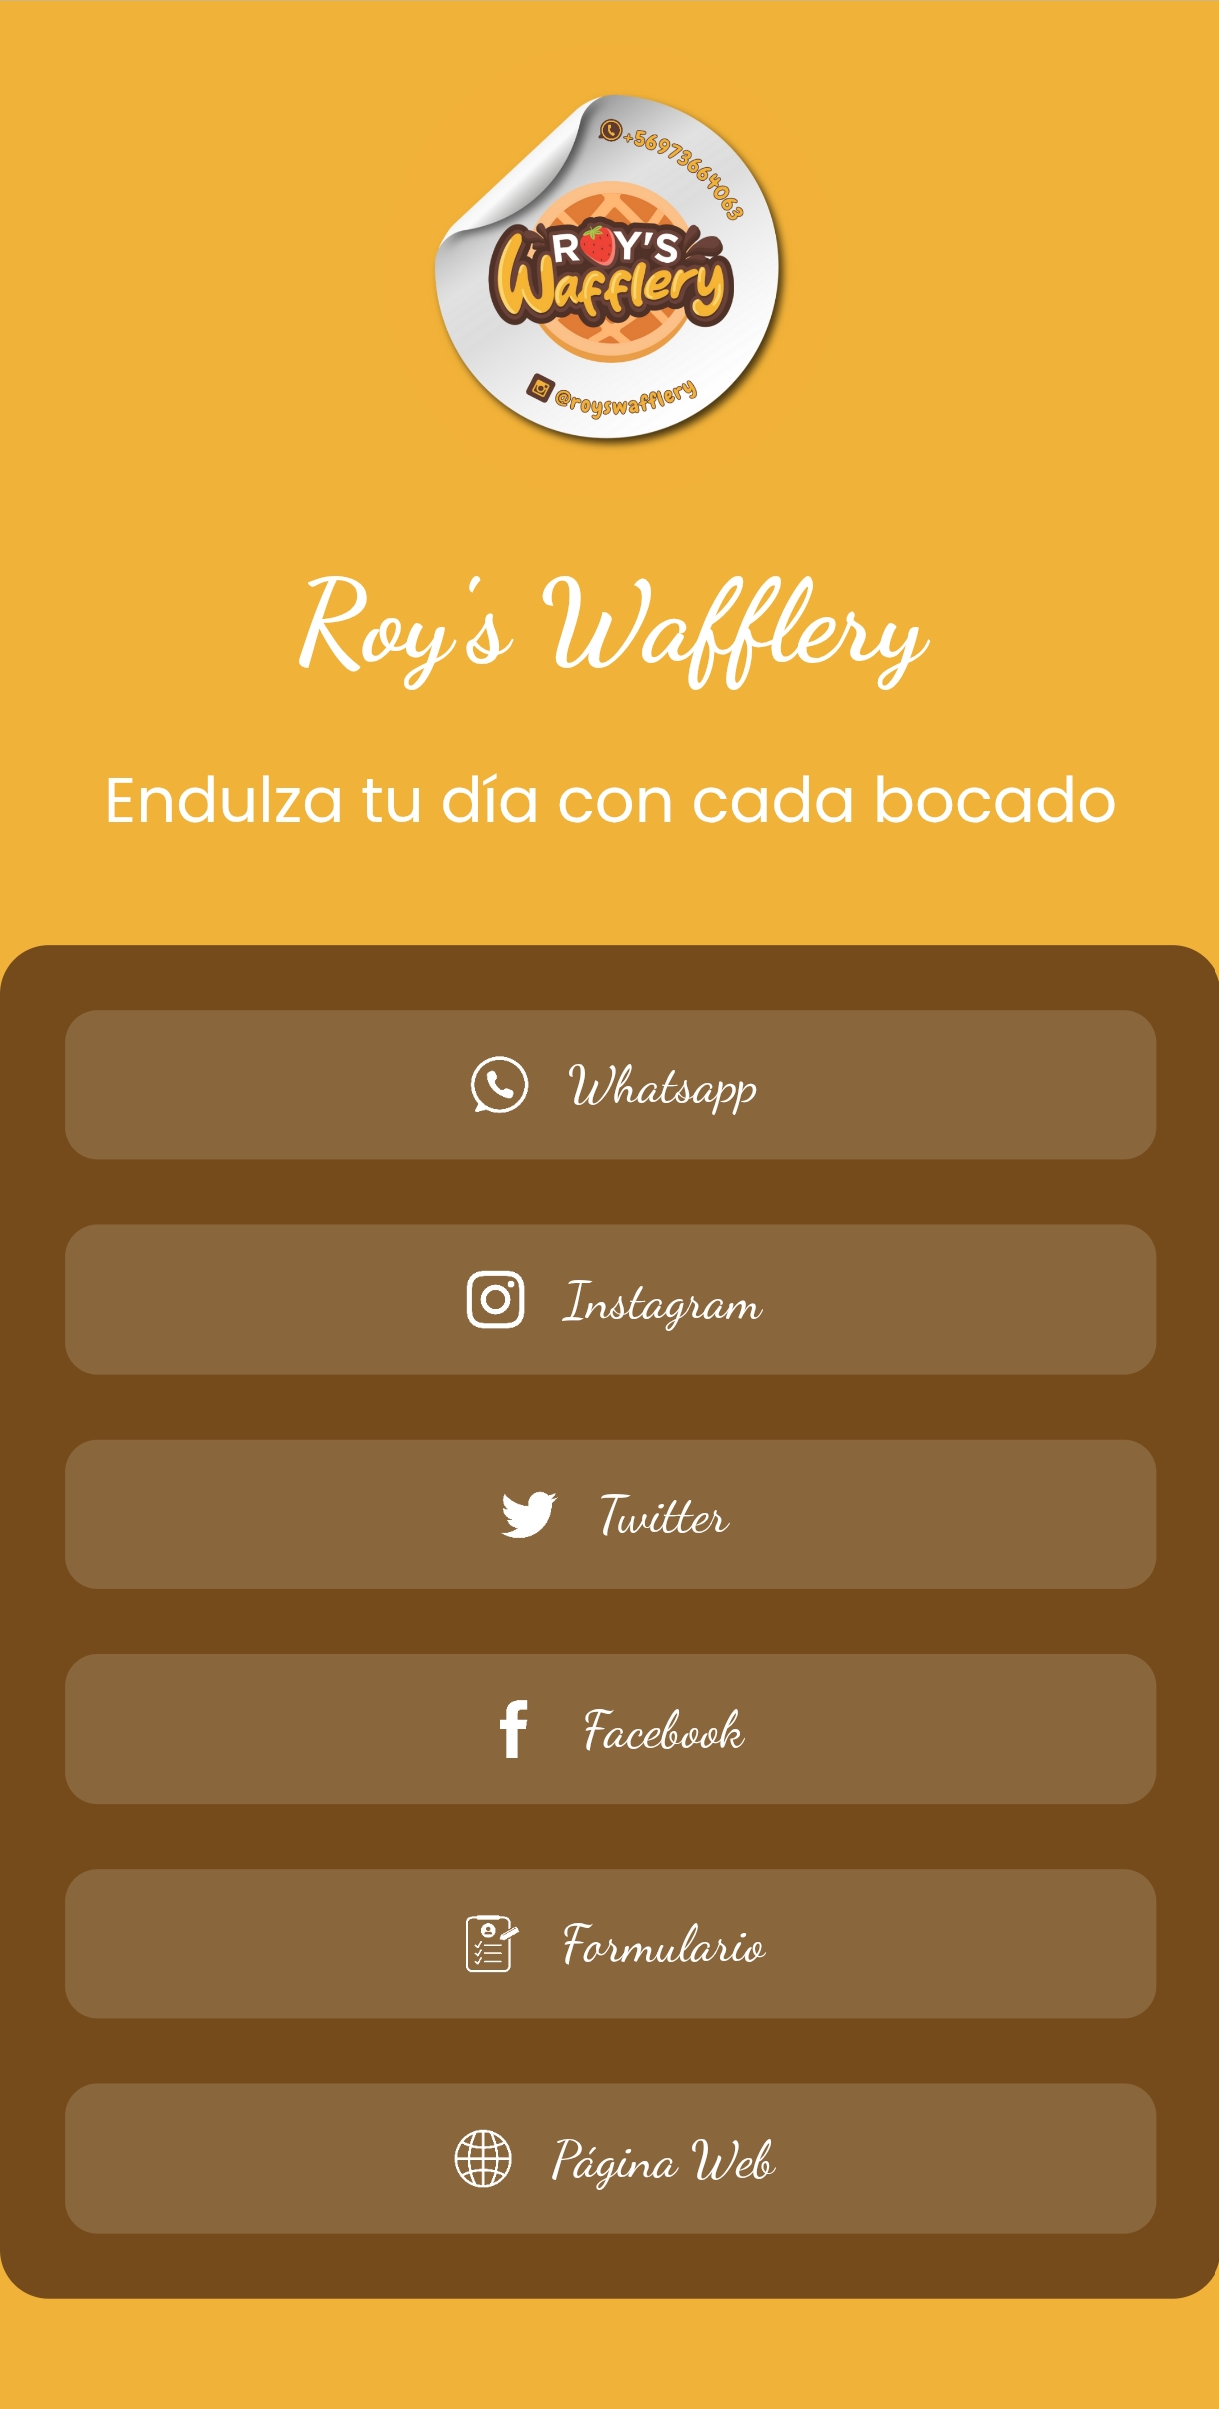 +56973664063
ROY'S
Wafflery
@royswafflery
Roy's Wafflery
Endulza tu día con cada bocado
Whatsapp
Instagram
Twitter
Facebook
Formulario
Página Web